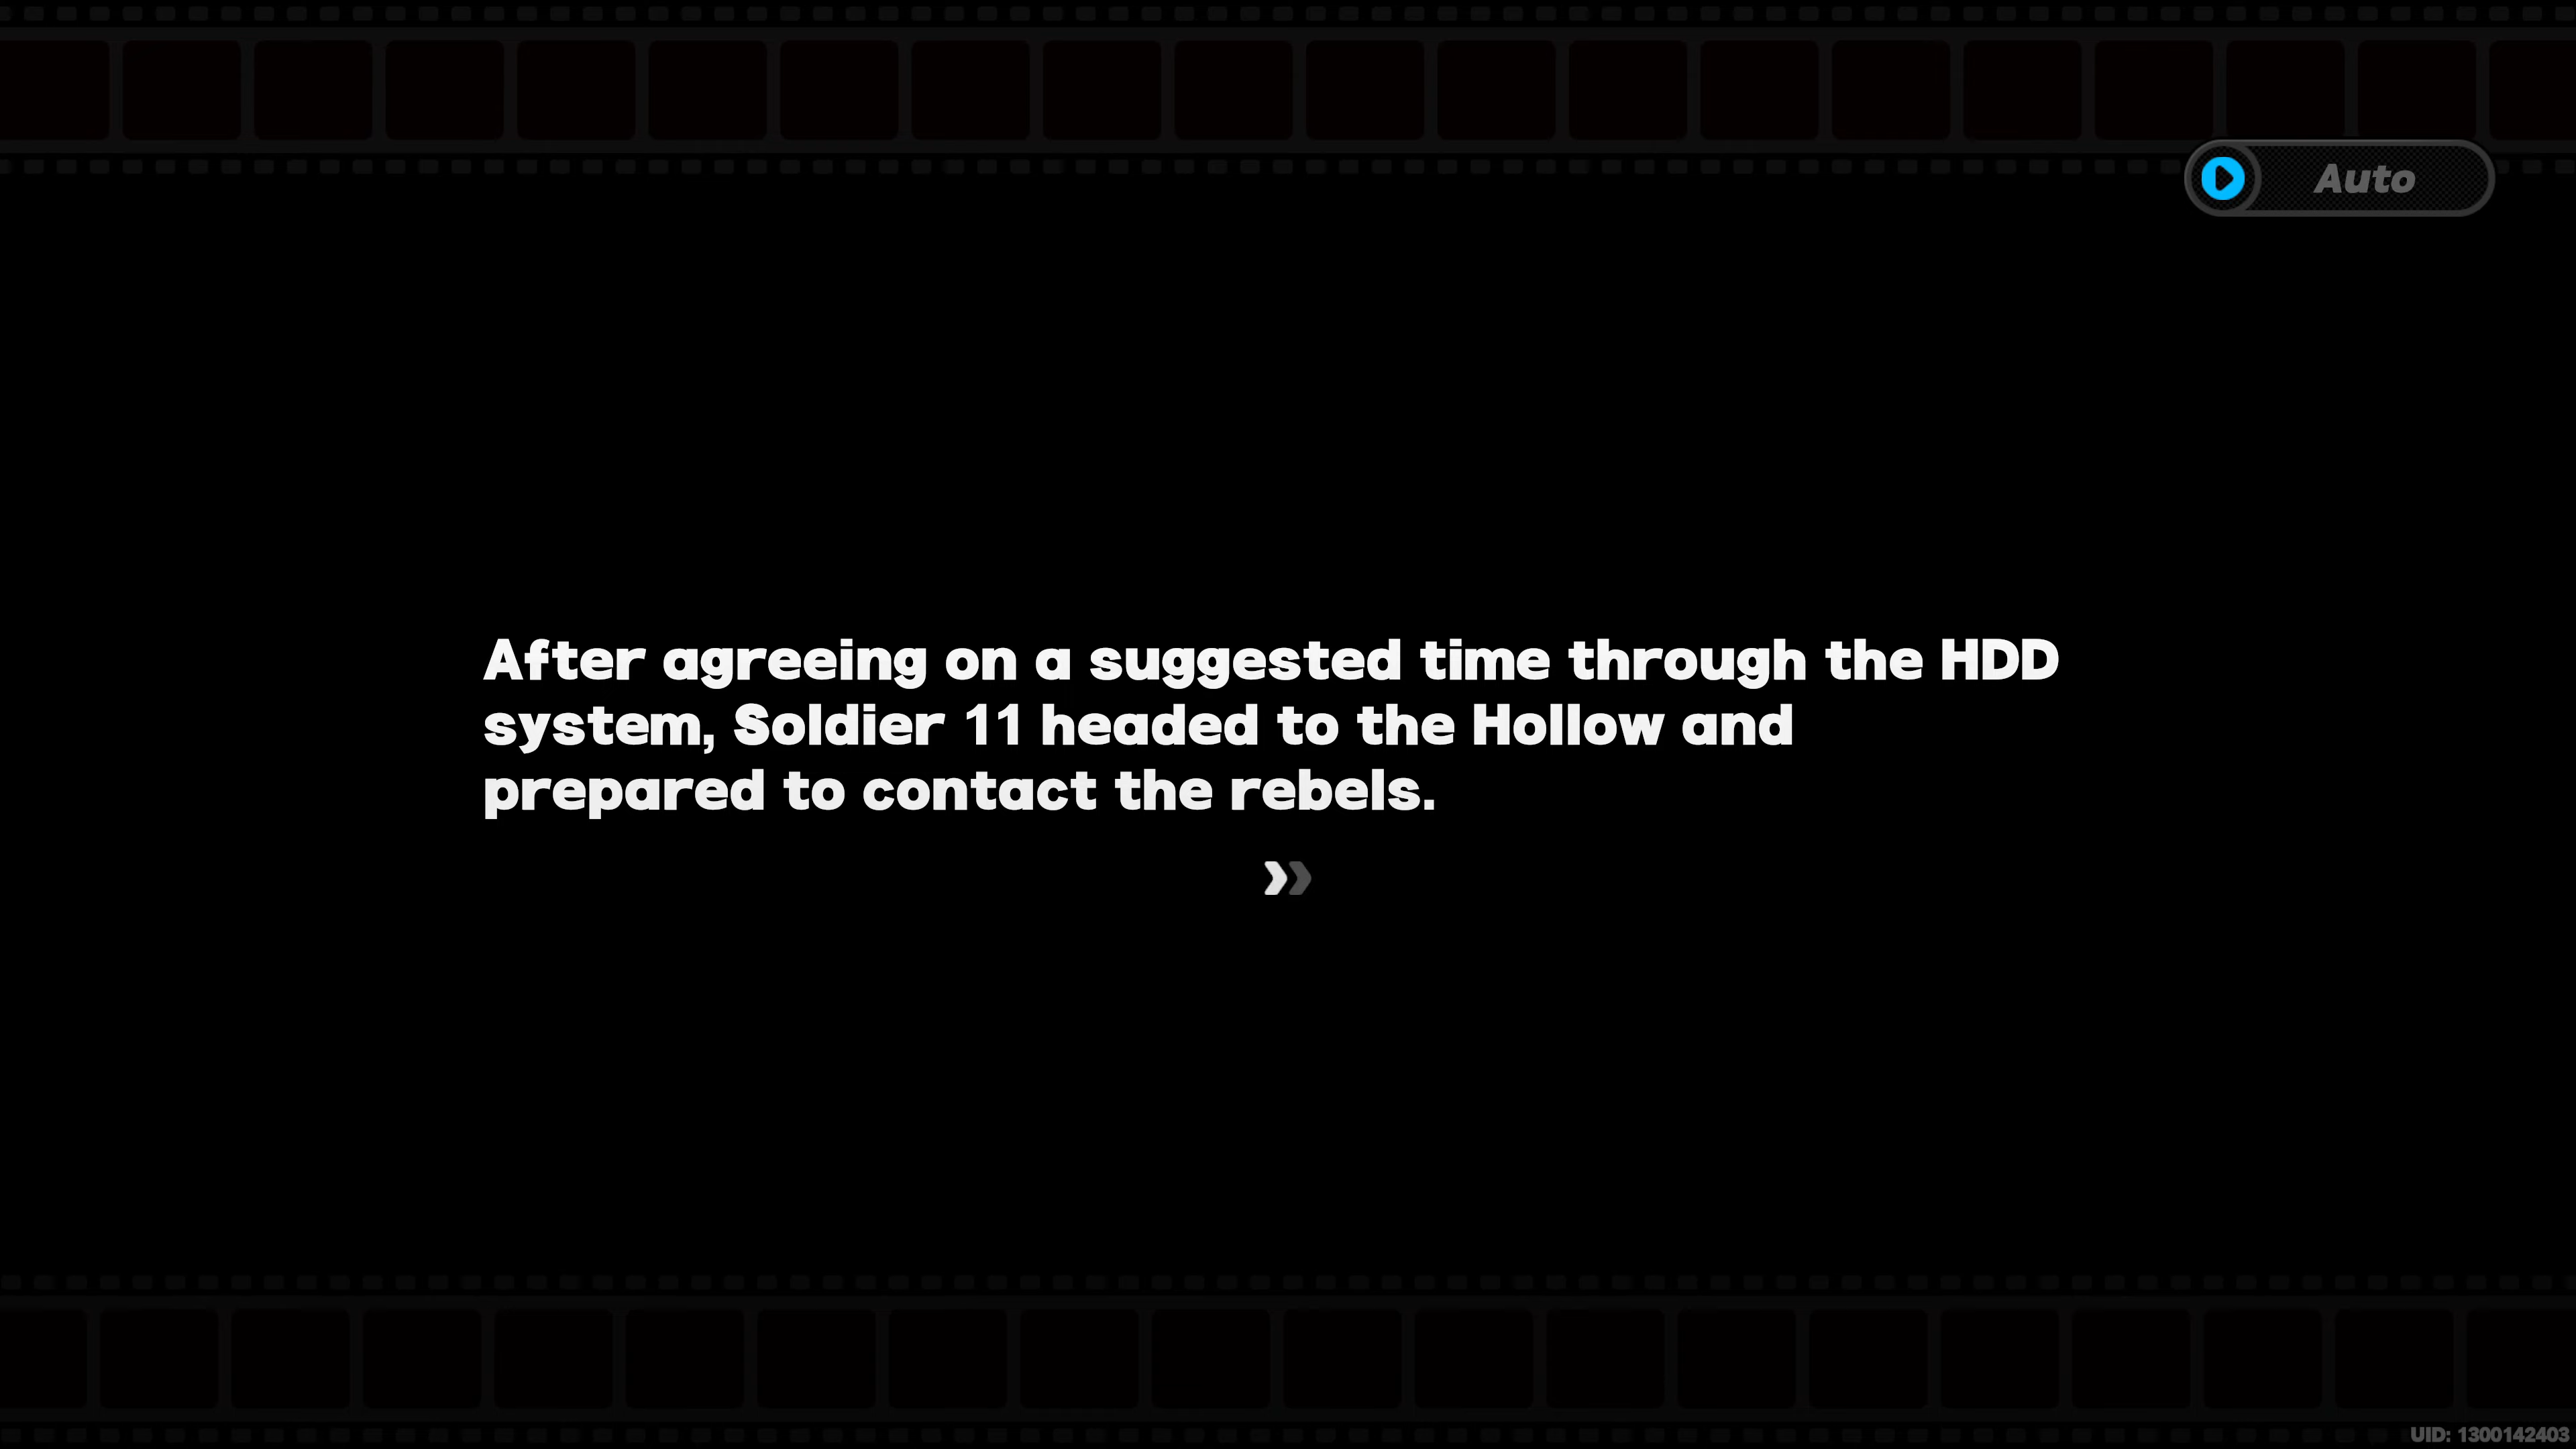 Auto
After agreeing on a suggested time through the HDD
system, Soldier 11 headed to the Hollow and
prepared to contact the rebels.
UID: 1300142403